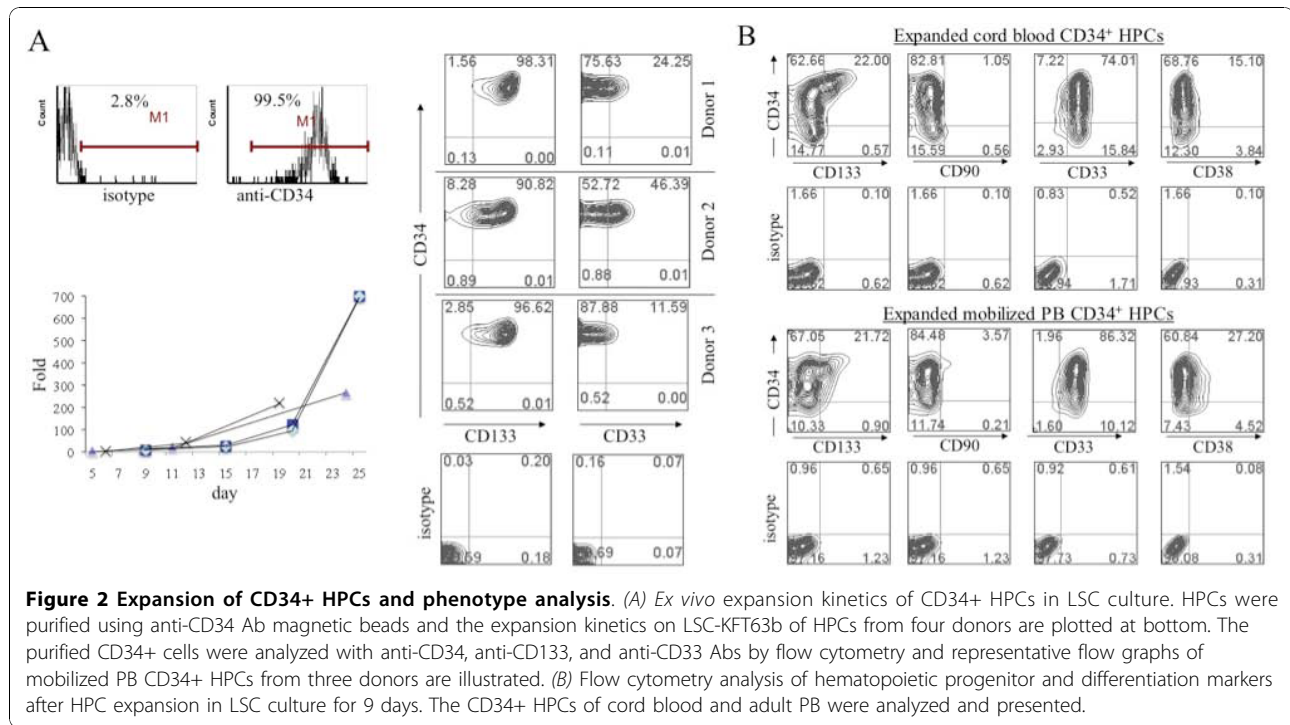 A
2.8%
M1
Count
isotype
99.5%
M1
Count
anti-CD34
700
600
500
400
300
200
100
0
Fold
5 7 9 11 13 15 17 19 21 23 25
day
CD34
1.56 98.31
0.13 0.00
75.63 24.25
0.11 0.01
Donor 1
8.28 90.82
0.89 0.01
52.72 46.39
0.88 0.01
Donor 2
2.85 96.62
0.52 0.01
87.88 11.59
0.52 0.00
Donor 3
CD133 CD33
isotype
0.03 0.20
0.18
0.16 0.07
0.07
B
Expanded cord blood CD34+ HPCs
CD34
62.66 22.00 82.81 1.05 7.22 74.01 68.76 15.10
14.77 0.57 15.59 0.56 2.93 15.84 12.30 3.84
CD133 CD90 CD33 CD38
isotype
1.66 0.10 1.66 0.10 0.83 0.52 1.66 0.10
0.62 0.62 1.71 0.31
Expanded mobilized PB CD34+ HPCs
CD34
67.05 21.72 84.48 3.57 1.96 86.32 60.84 27.20
10.33 0.90 11.74 0.21 1.60 10.12 7.43 4.52
CD133 CD90 CD33 CD38
isotype
0.96 0.65 0.96 0.65 0.92 0.61 1.54 0.08
97.16 1.23 97.16 1.23 97.73 0.73 0.31
Figure 2 Expansion of CD34+ HPCs and phenotype analysis. (A) Ex vivo expansion kinetics of CD34+ HPCs in LSC culture. HPCs were
purified using anti-CD34 Ab magnetic beads and the expansion kinetics on LSC-KFT63b of HPCs from four donors are plotted at bottom. The
purified CD34+ cells were analyzed with anti-CD34, anti-CD133, and anti-CD33 Abs by flow cytometry and representative flow graphs of
mobilized PB CD34+ HPCs from three donors are illustrated. (B) Flow cytometry analysis of hematopoietic progenitor and differentiation markers
after HPC expansion in LSC culture for 9 days. The CD34+ HPCs of cord blood and adult PB were analyzed and presented.